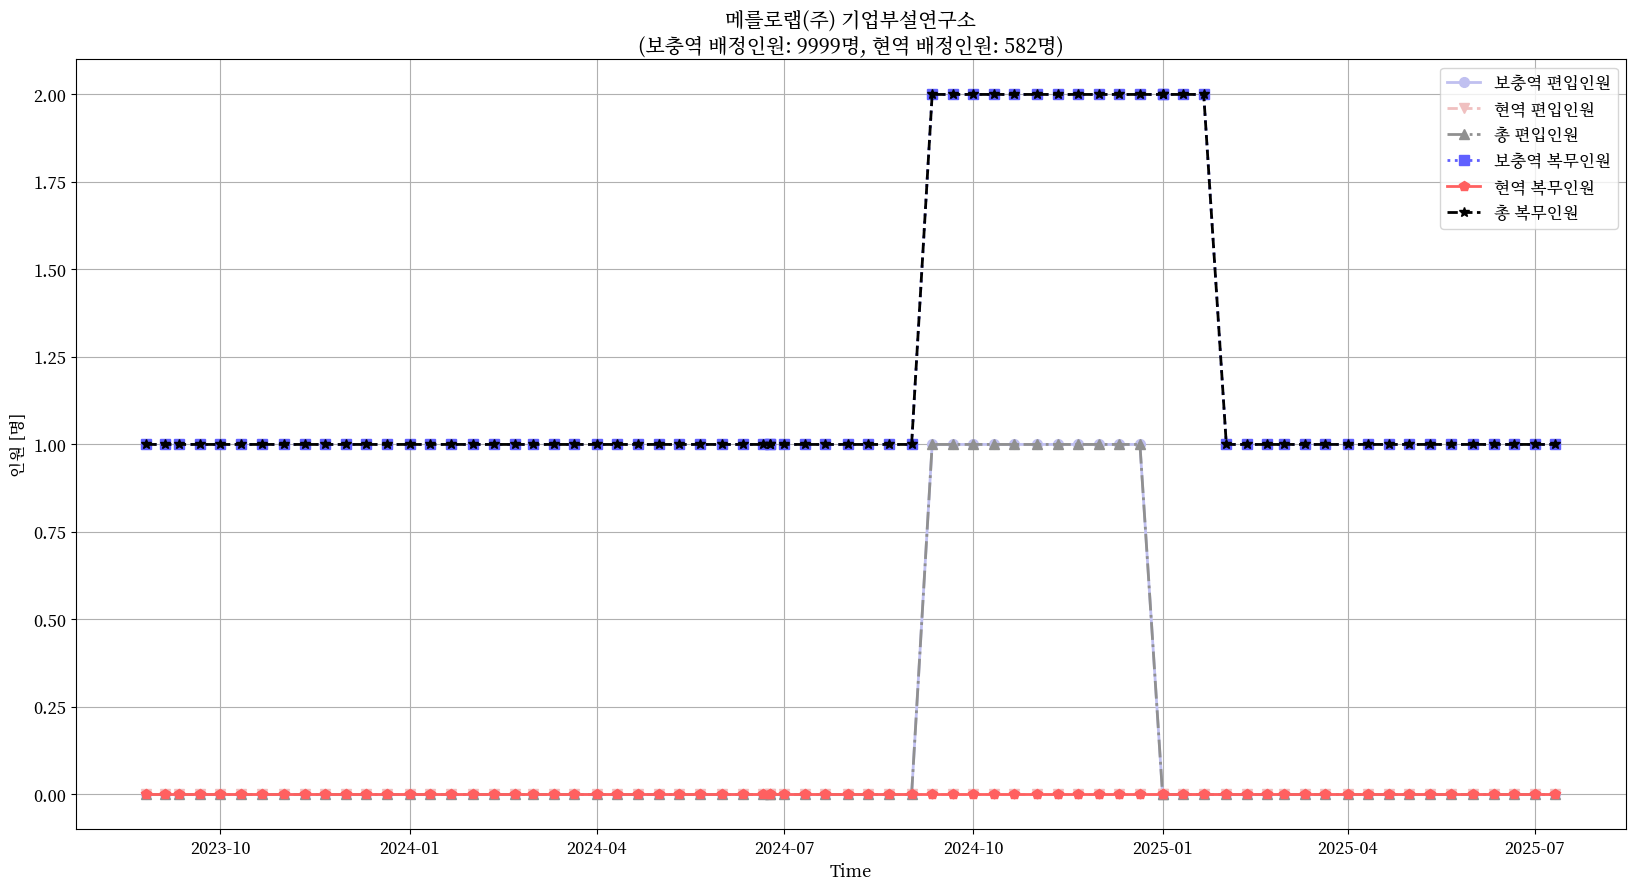 메를로랩(주) 기업부설연구소
(보충역 배정인원: 9999명, 현역 배정인원: 582명)
보충역 편입인원
현역 편입인원
총 편입인원
보충역 복무인원
현역 복무인원
총 복무인원
인원 [명]
2.00
1.75
1.50
1.25
1.00
0.75
0.50
0.25
0.00
2023-10 2024-01 2024-04 2024-07 2024-10 2025-01 2025-04 2025-07
Time